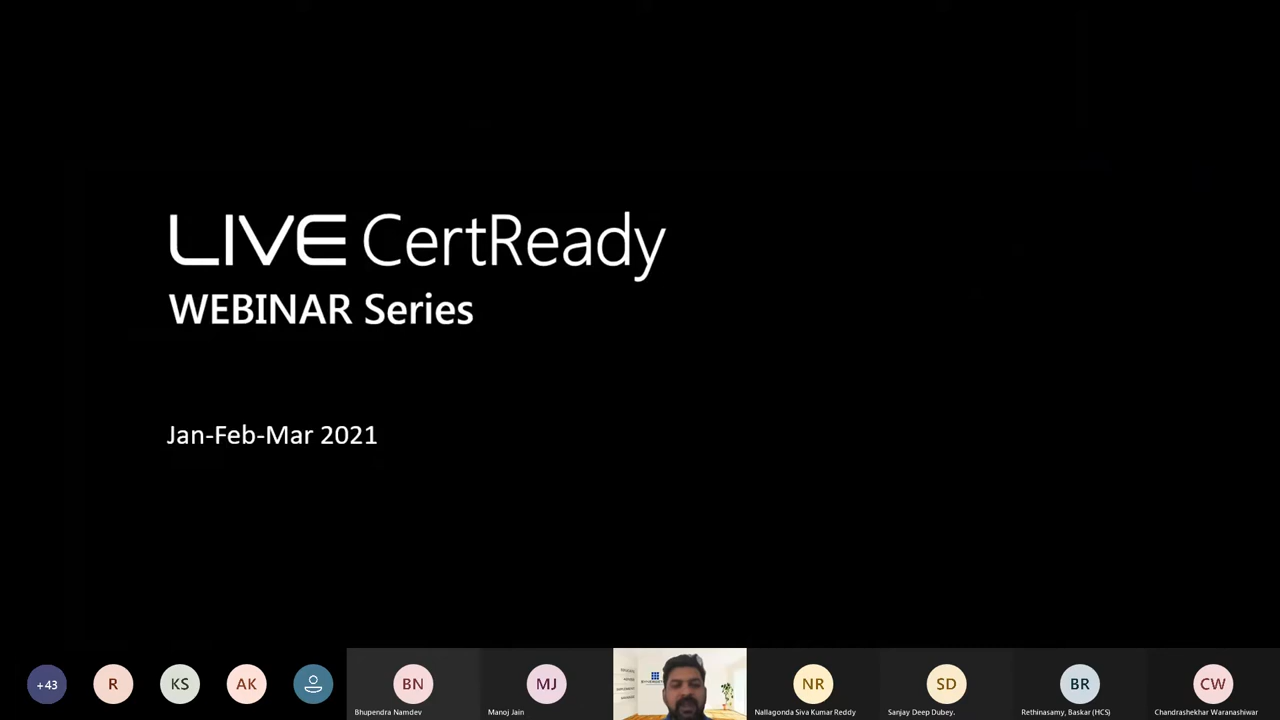 LIVE CertReady
WEBINAR Series
Jan-Feb-Mar 2021
+43
R
KS
AK
BN
Bhupendra Namdev
MJ
Manoj Jain
NR
Nallagonda Siva Kumar Reddy
SD
Sanjay Deep Dubey.
BR
Rethinasamy, Baskar (HCS)
CW
Chandrashekhar Waranashiwar